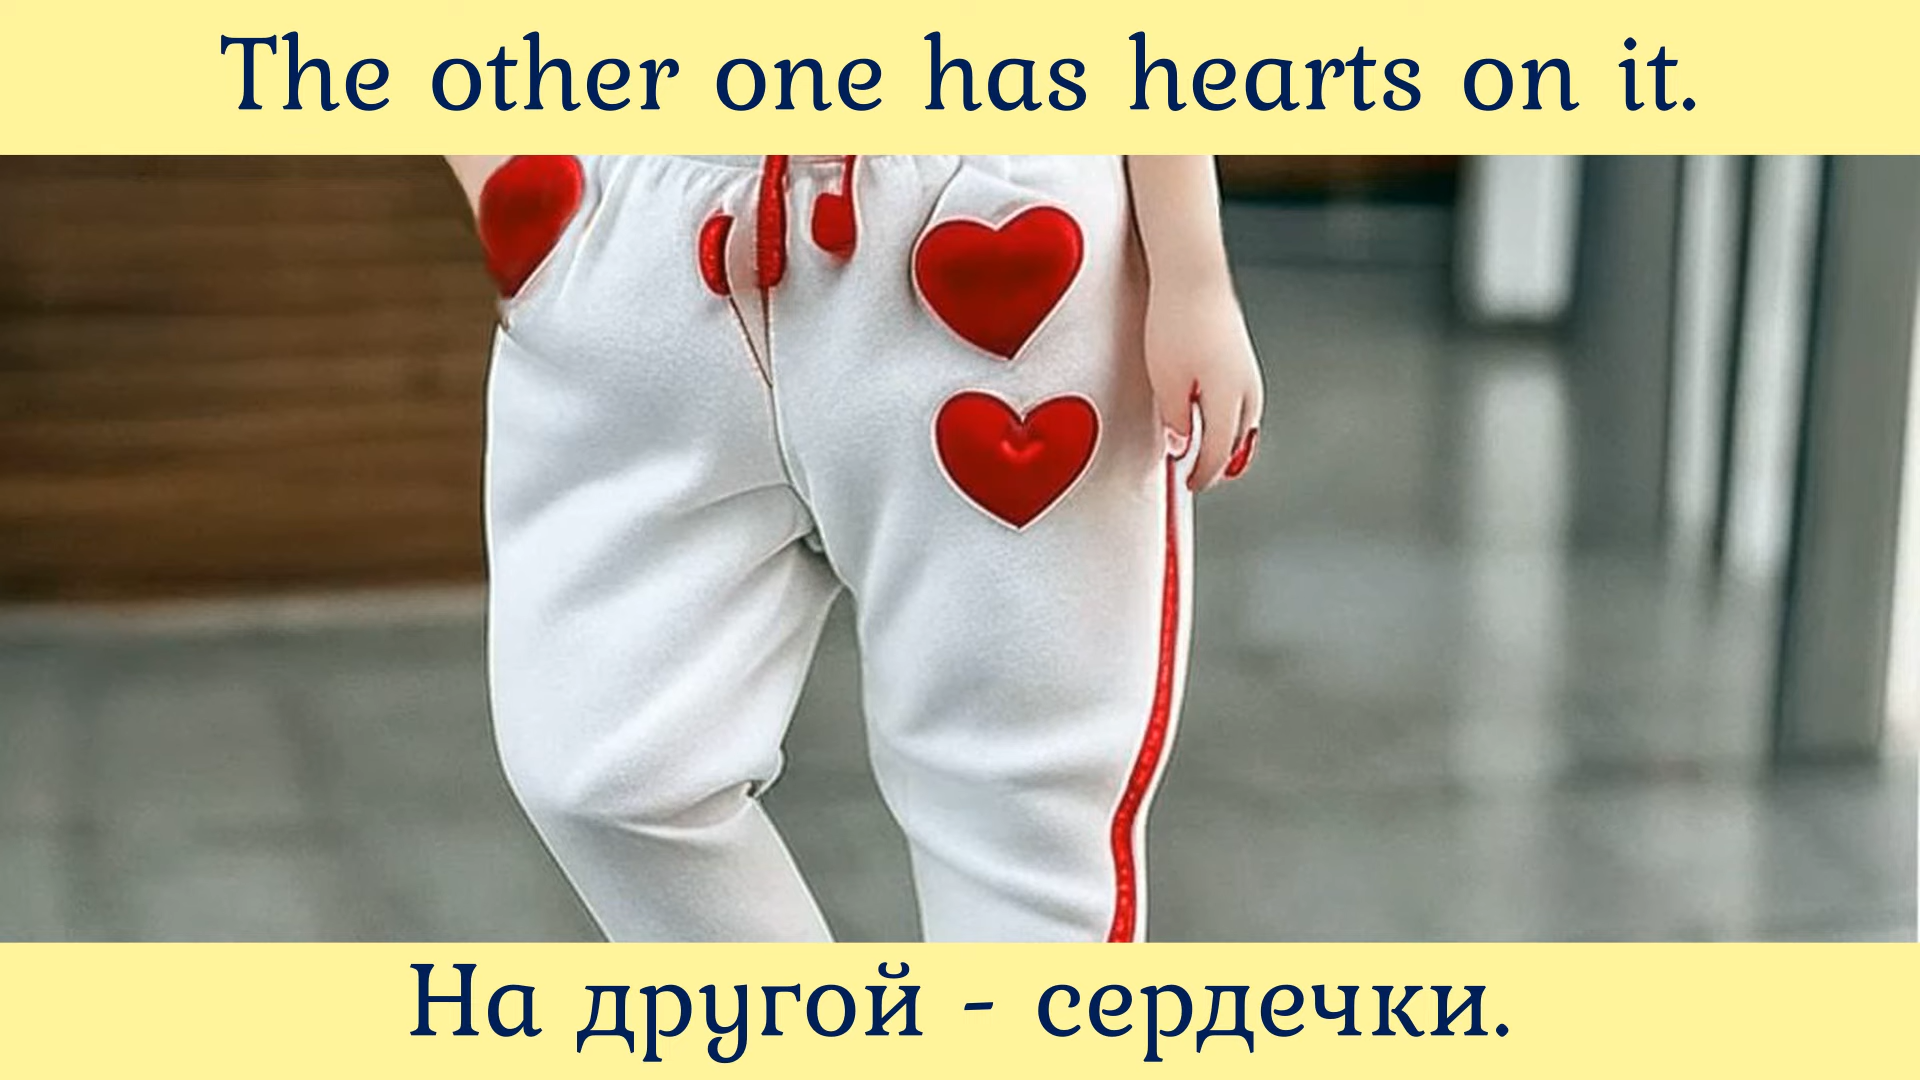 The other one has hearts on it.
На другой - сердечки.